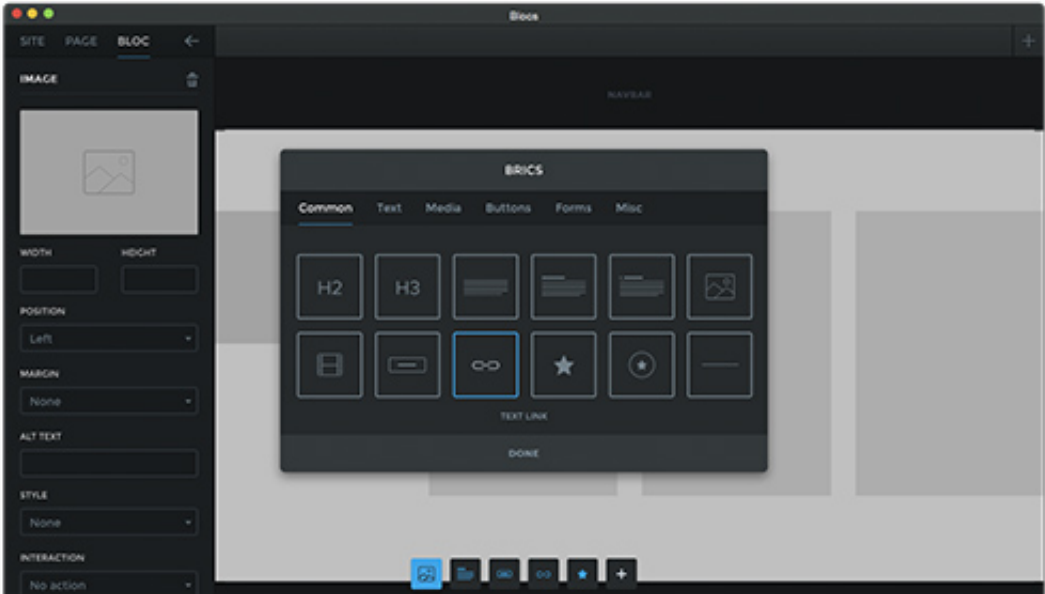 Blocs
SITE PAGE BLOC
IMAGE
NAVBAR
BRICS
Common Text Media Buttons Forms Misc
H2 H3
TEXT LINK
DONE
WIDTH HEIGHT
POSITION
Left
MARGIN
None
ALT TEXT
STYLE
None
INTERACTION
No action